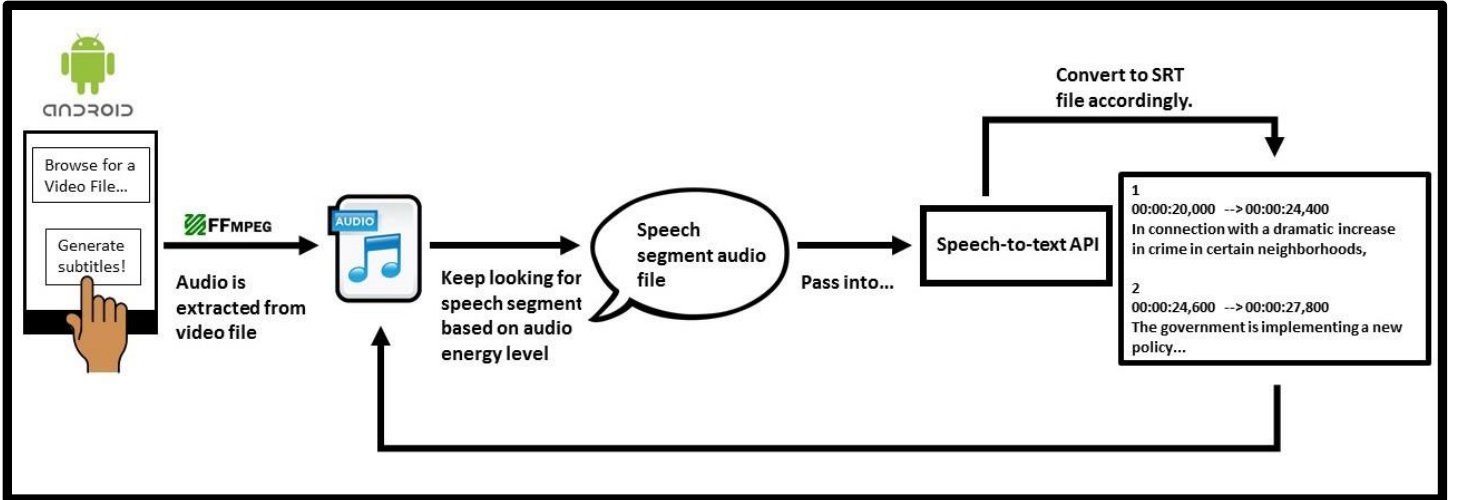 android
Browse for a
Video File...
Generate
subtitles!
FFMPEG
Audio is
extracted from
video file
AUDIO
Keep looking for
speech segment
based on audio
energy level
Speech
segment audio
file
Pass into...
Speech-to-text API
Convert to SRT
file accordingly.
1
00:00:20,000 -->00:00:24,400
In connection with a dramatic increase
in crime in certain neighborhoods,
2
00:00:24,600 -->00:00:27,800
The government is implementing a new
policy...